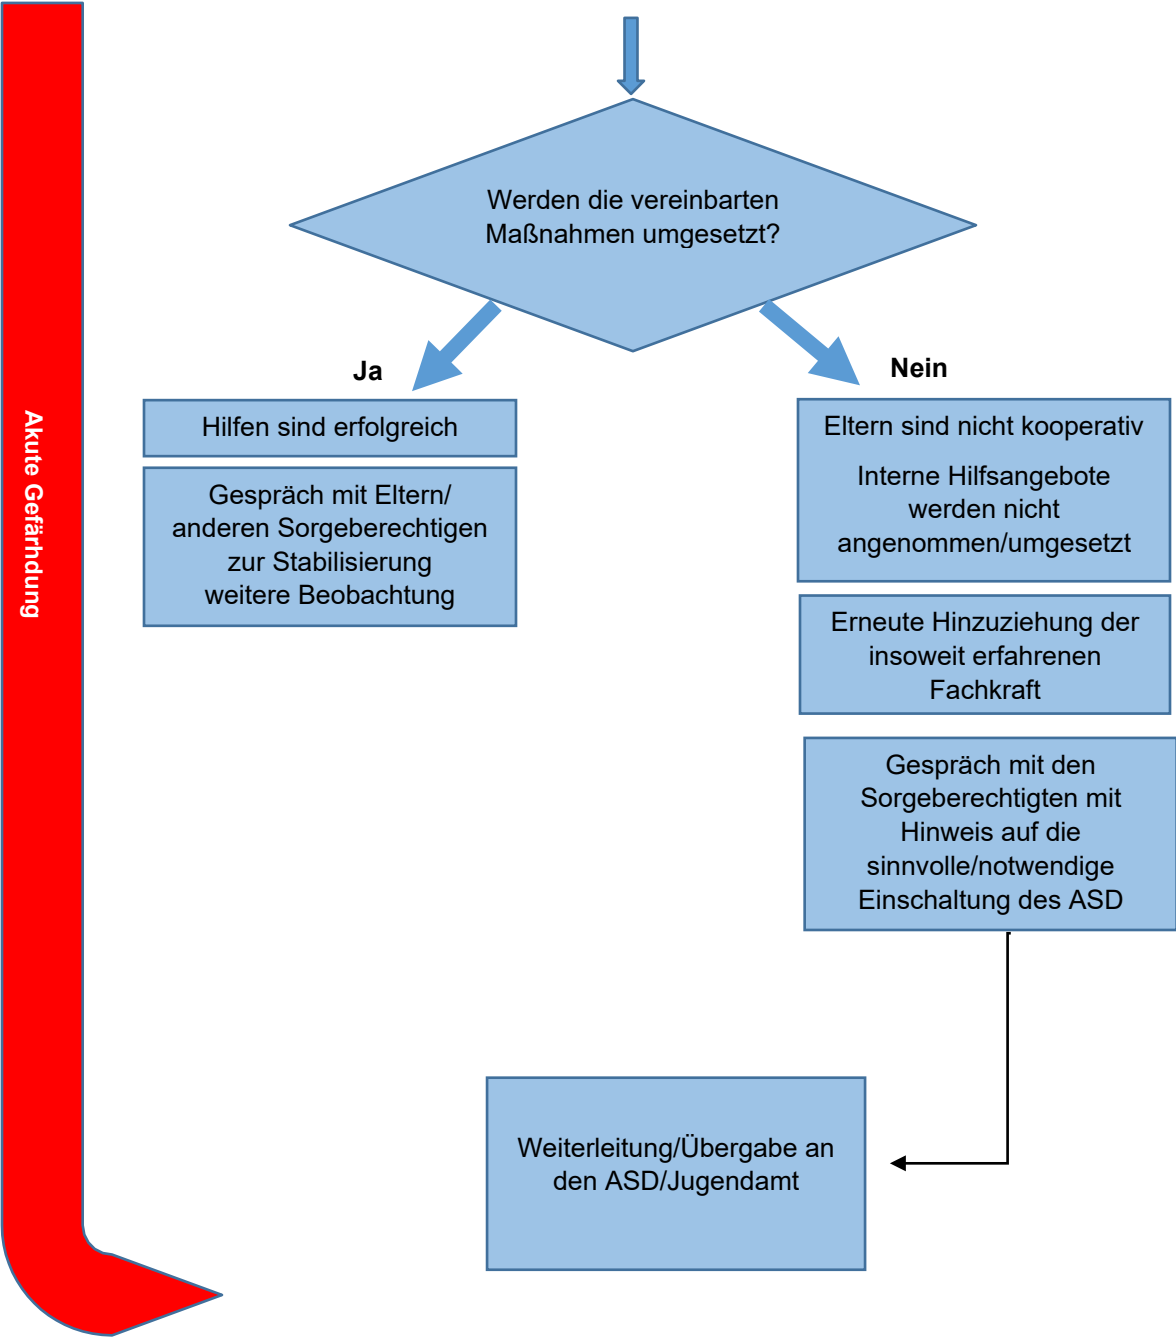 Werden die vereinbarten
Maßnahmen umgesetzt?
Ja
Nein
Hilfen sind erfolgreich
Gespräch mit Eltern/
anderen Sorgeberechtigen
zur Stabilisierung
weitere Beobachtung
Eltern sind nicht kooperativ
Interne Hilfsangebote
werden nicht
angenommen/umgesetzt
Erneute Hinzuziehung der
insoweit erfahrenen
Fachkraft
Gespräch mit den
Sorgeberechtigten mit
Hinweis auf die
sinnvolle/notwendige
Einschaltung des ASD
Weiterleitung/Übergabe an
den ASD/Jugendamt
Akute Gefärhdung